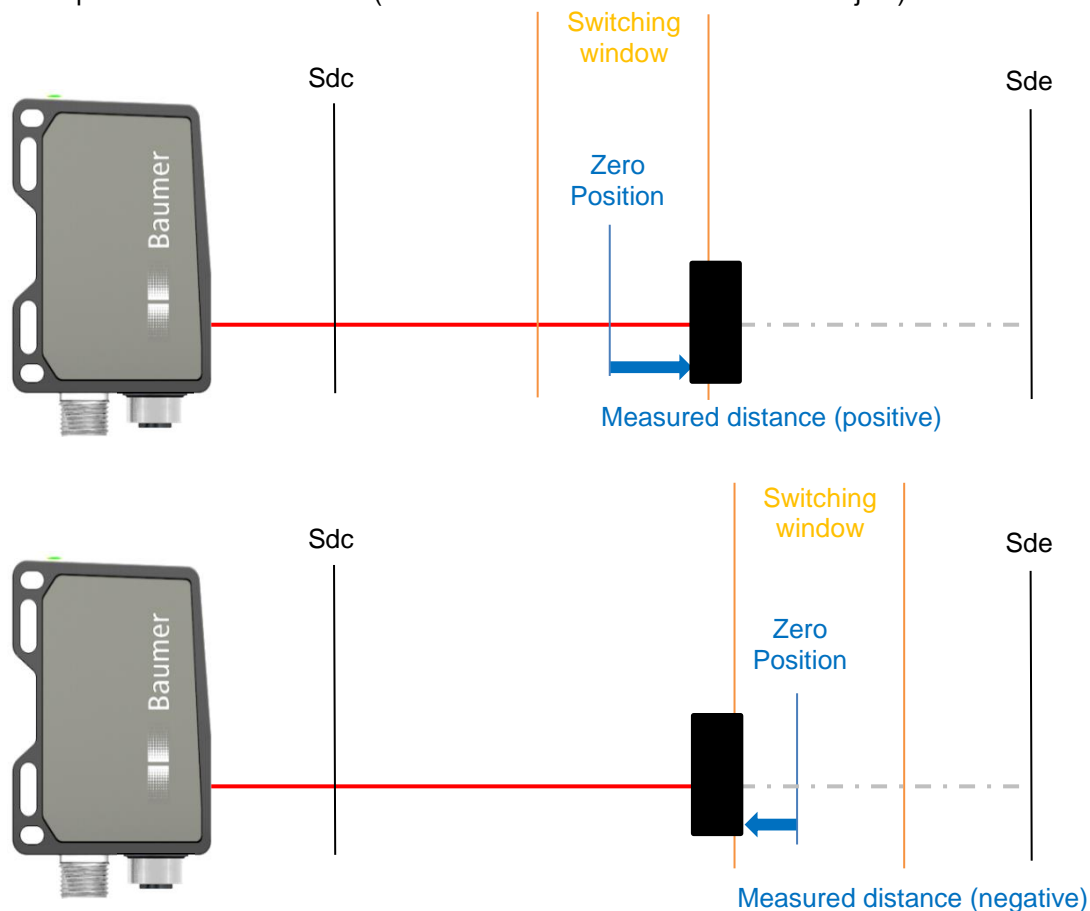 Switching
window
Sdc
Sde
Zero
Position
Baumer
Measured distance (positive)
Switching
window
Sdc
Sde
Zero
Position
Baumer
Measured distance (negative)